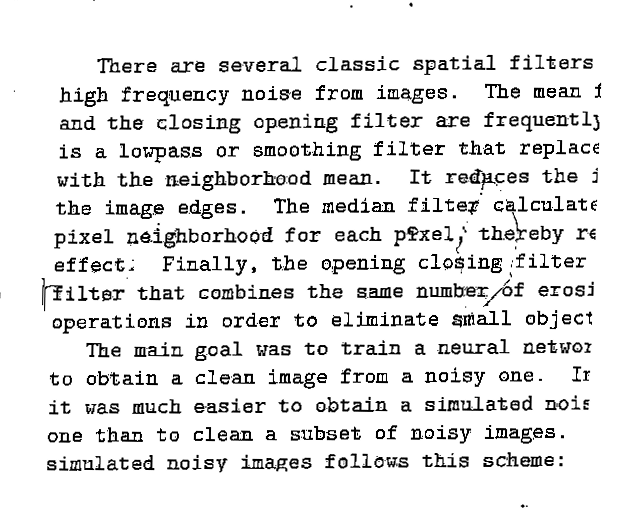 There are several classic spatial filters
high frequency noise from images. The mean f
and the closing opening filter are frequently
is a lowpass or smoothing filter that replace
with the neighborhood mean. It reduces the i
the image edges. The median filter calculate
pixel neighborhood for each pixel, thereby re
effect. Finally, the opening closing filter
filter that combines the same number of erosi
operations in order to eliminate small object
The main goal was to train a neural networ
to obtain a clean image from a noisy one. In
it was much easier to obtain a simulated nois
one than to clean a subset of noisy images.
simulated noisy images follows this scheme: